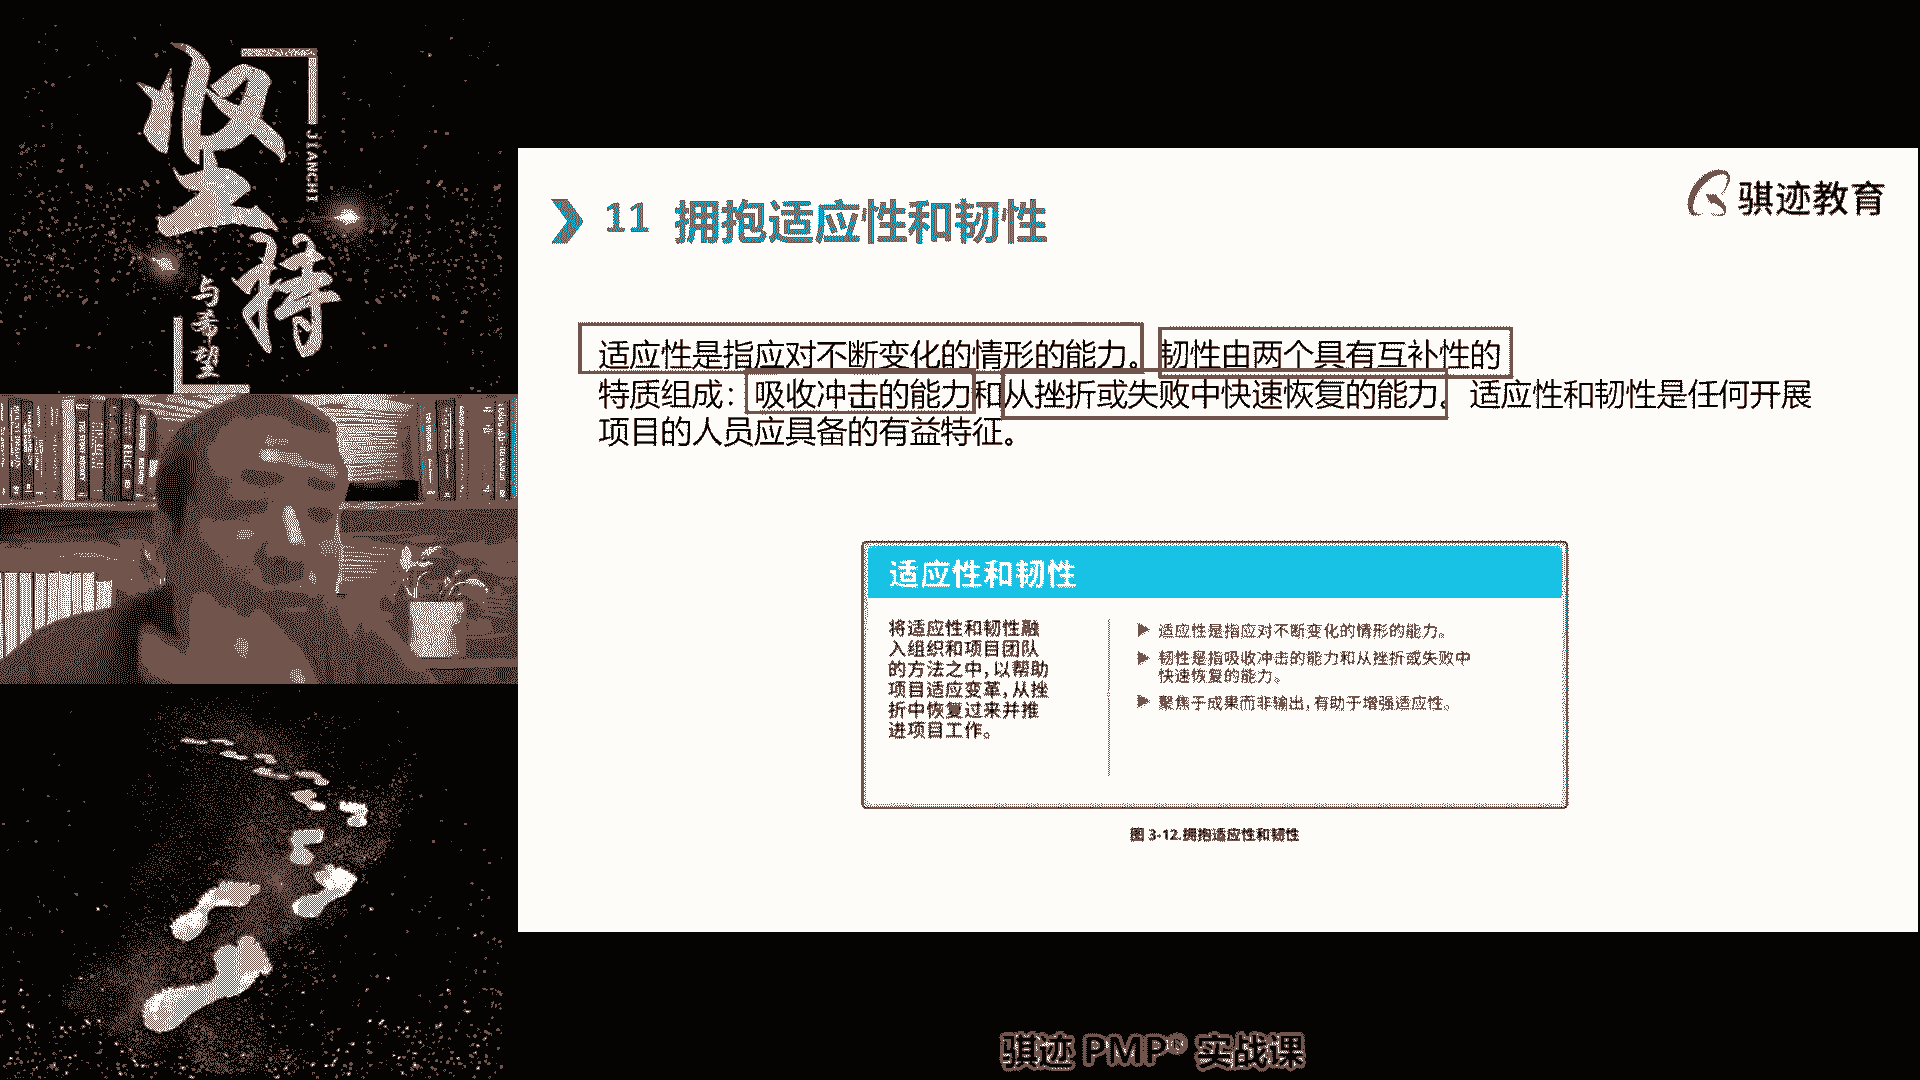 坚持
JIANCHI
与希望
骐迹教育
11 拥抱适应性和韧性
适应性是指应对不断变化的情形的能力。韧性由两个具有互补性的
特质组成：吸收冲击的能力和从挫折或失败中快速恢复的能力。适应性和韧性是任何开展
项目的人员应具备的有益特征。
适应性和韧性
将适应性和韧性融
入组织和项目团队
的方法之中，以帮助
项目适应变革，从挫
折中恢复过来并推
进项目工作。
▶ 适应性是指应对不断变化的情形的能力。
▶ 韧性是指吸收冲击的能力和从挫折或失败中
快速恢复的能力。
▶ 聚焦于成果而非输出，有助于增强适应性。
图 3-12.拥抱适应性和韧性
骐迹 PMP® 实战课